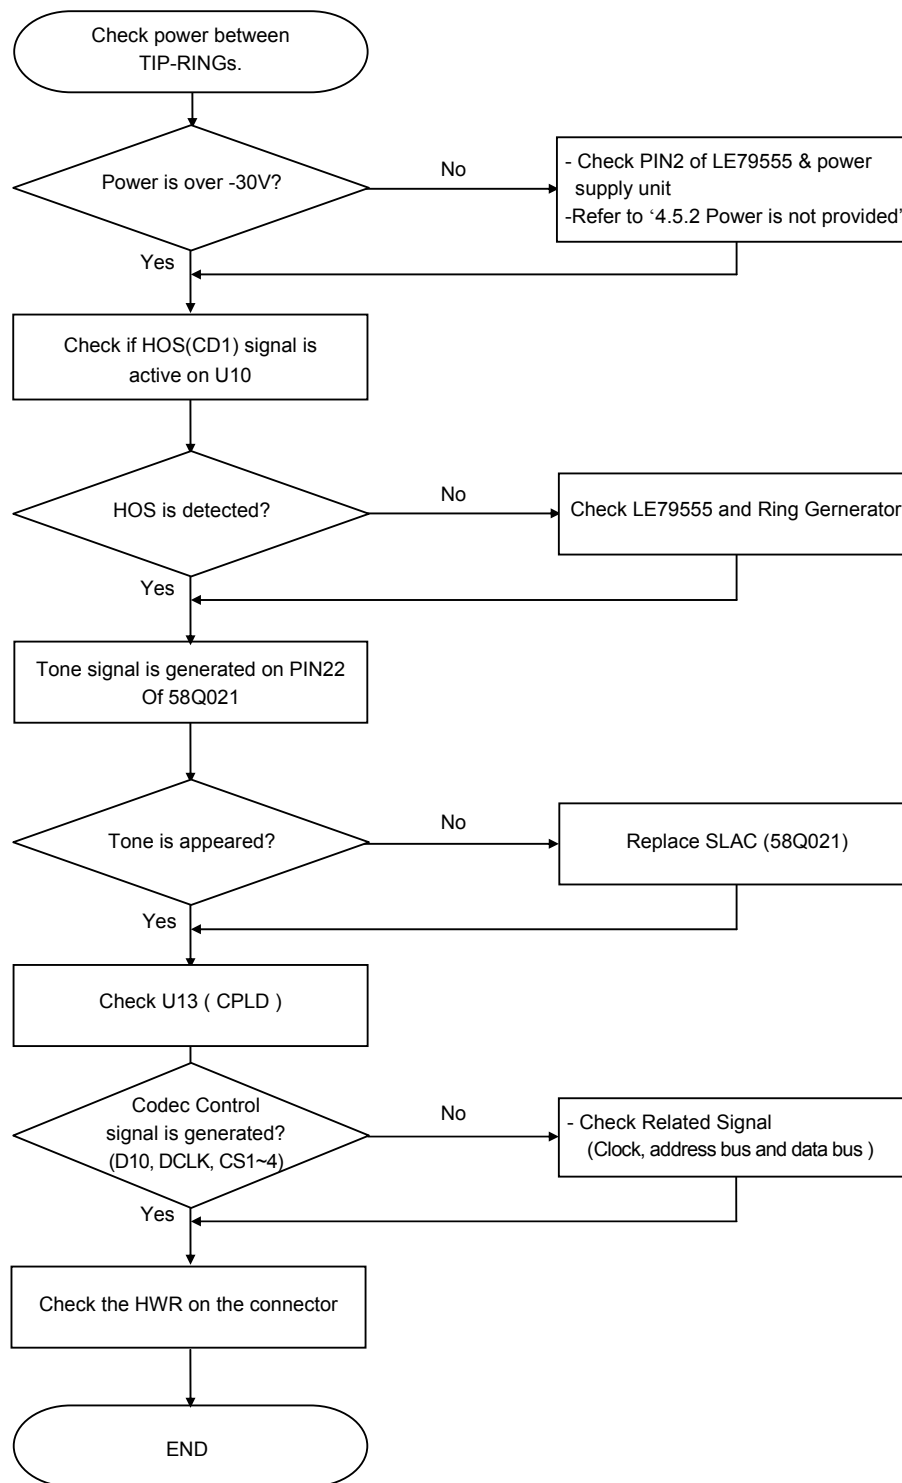 Check power between
TIP-RINGs.
Power is over -30V?
No
- Check PIN2 of LE79555 & power
supply unit
-Refer to ‘4.5.2 Power is not provided’
Yes
Check if HOS(CD1) signal is
active on U10
HOS is detected?
No
Check LE79555 and Ring Gernerator
Yes
Tone signal is generated on PIN22
Of 58Q021
Tone is appeared?
No
Replace SLAC (58Q021)
Yes
Check U13 ( CPLD )
Codec Control
signal is generated?
(D10, DCLK, CS1~4)
No
- Check Related Signal
(Clock, address bus and data bus )
Yes
Check the HWR on the connector
END